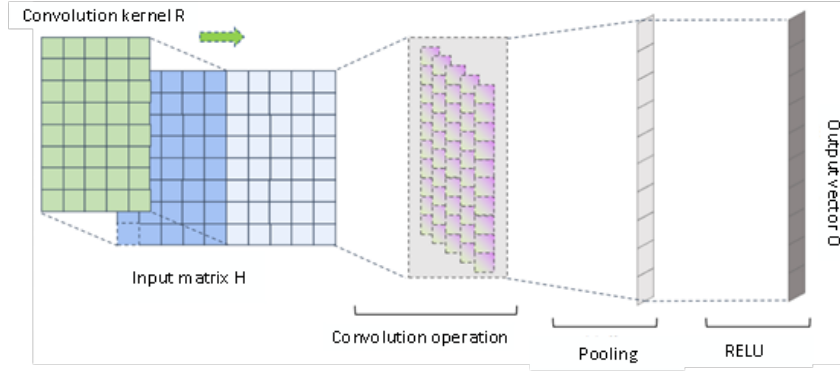 Convolution kernel R
Input matrix H
Convolution operation
Pooling
RELU
Output vector O